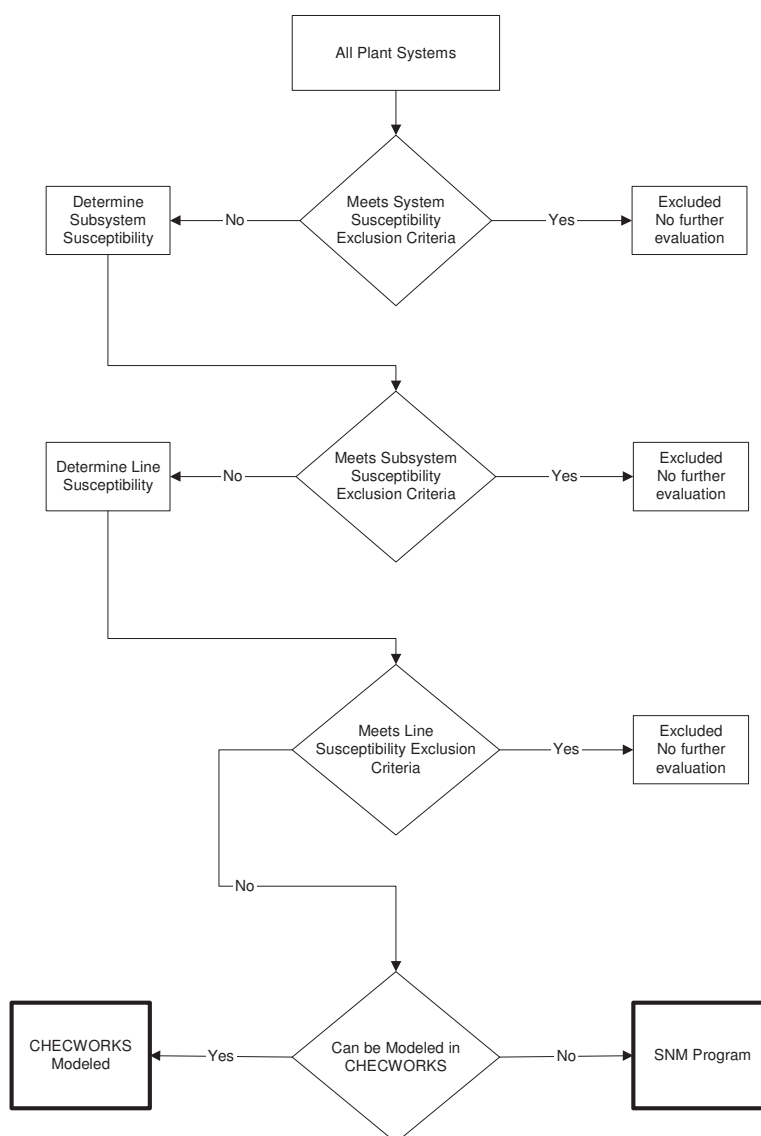 All Plant Systems
Determine
Subsystem
Susceptibility
No
Meets System
Susceptibility
Exclusion Criteria
Yes
Excluded
No further
evaluation
Determine Line
Susceptibility
No
Meets Subsystem
Susceptibility
Exclusion Criteria
Yes
Excluded
No further
evaluation
Meets Line
Susceptibility Exclusion
Criteria
Yes
Excluded
No further
evaluation
No
CHECWORKS
Modeled
Yes
Can be Modeled in
CHECWORKS
No
SNM Program